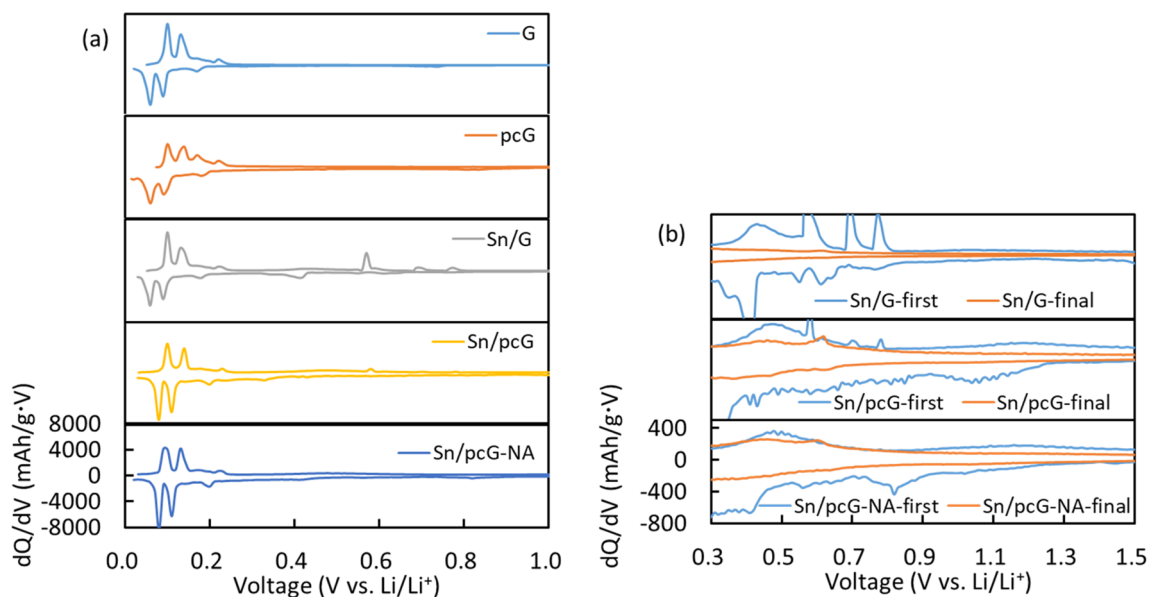 (a)
G
pcG
Sn/G
Sn/pcG
Sn/pcG-NA
dQ/dV (mAh/g·V)
8000
4000
0
-4000
-8000
0.0 0.2 0.4 0.6 0.8 1.0
Voltage (V vs. Li/Li⁺)
(b)
Sn/G-first Sn/G-final
Sn/pcG-first Sn/pcG-final
Sn/pcG-NA-first Sn/pcG-NA-final
dQ/dV (mAh/g·V)
400
0
-400
-800
0.3 0.5 0.7 0.9 1.1 1.3 1.5
Voltage (V vs. Li/Li⁺)